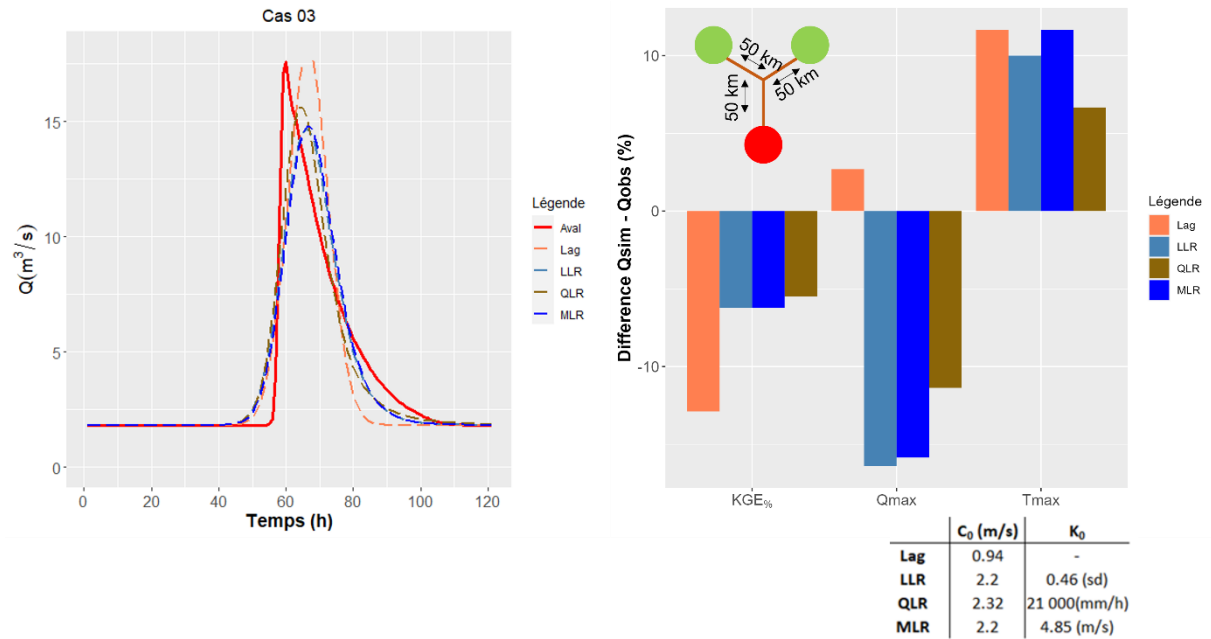 Cas 03
Q(m³/s)
15
10
5
0
0
20
40
60
80
100
120
Temps (h)
Légende
Aval
Lag
LLR
QLR
MLR
Difference Qsim - Qobs (%)
10
0
-10
50 km
50 km
50 km
KGE%
Qmax
Tmax
Légende
Lag
LLR
QLR
MLR
C₀ (m/s) K₀
Lag 0.94 -
LLR 2.2 0.46 (sd)
QLR 2.32 21 000(mm/h)
MLR 2.2 4.85 (m/s)